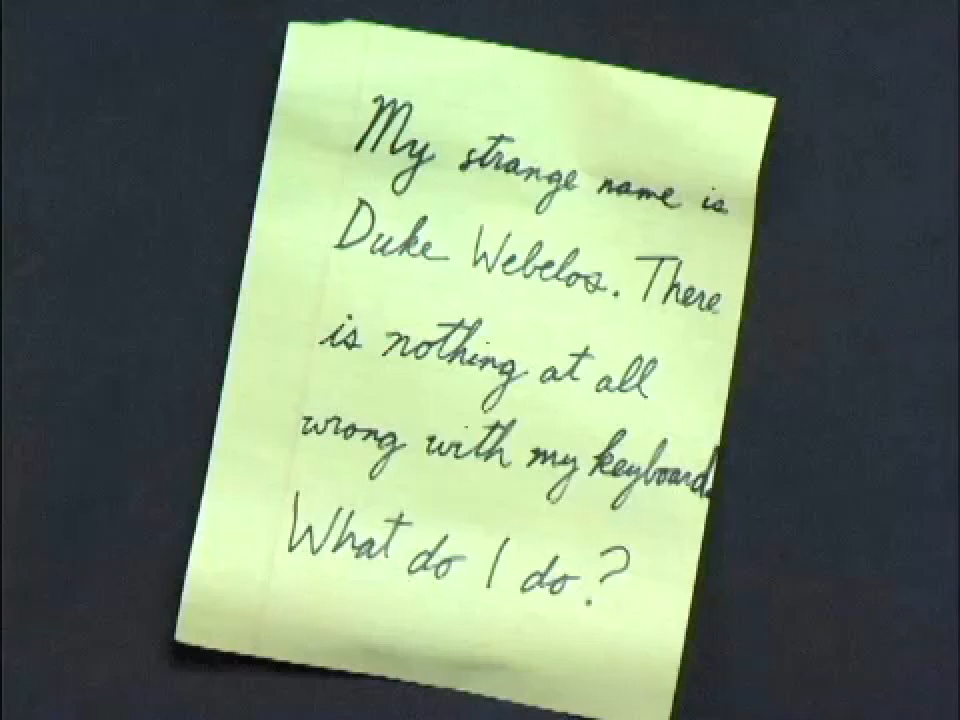 My strange name is
Duke Webelos. There
is nothing at all
wrong with my keyboard.
What do I do?